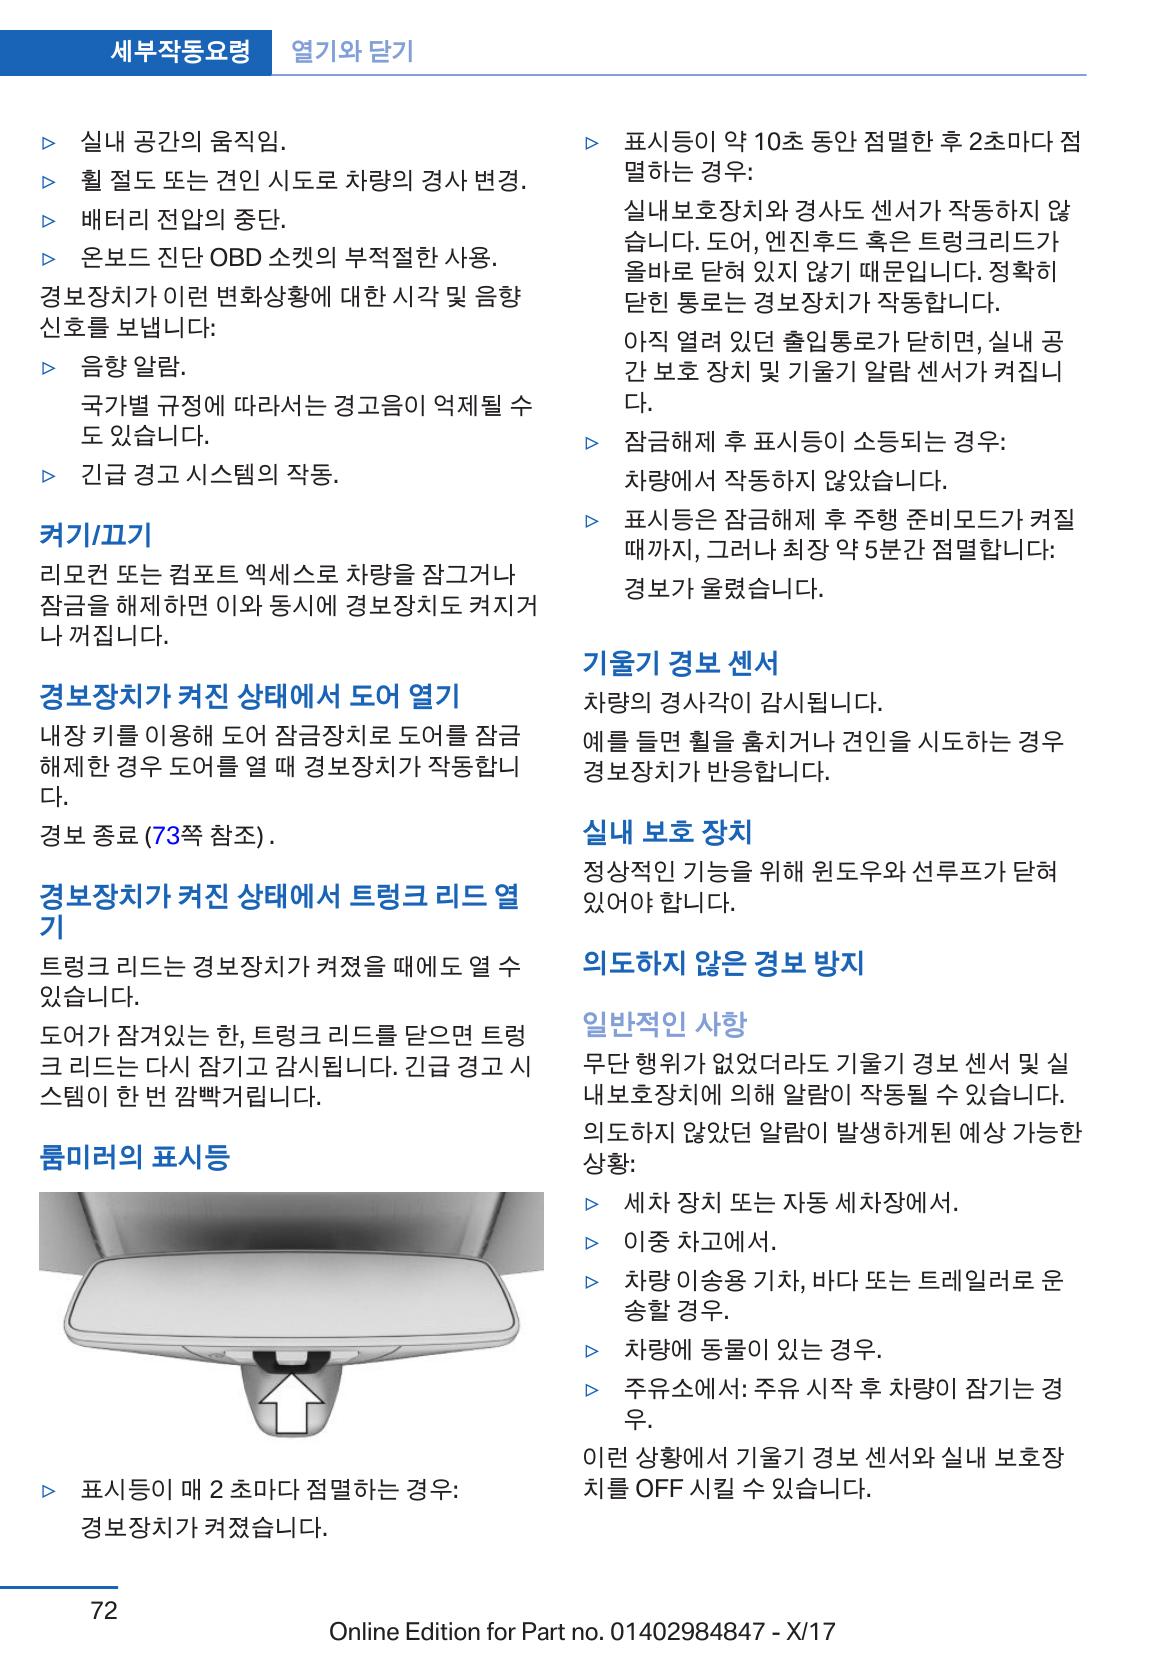 세부작동요령 열기와 닫기
▷ 실내 공간의 움직임.
▷ 휠 절도 또는 견인 시도로 차량의 경사 변경.
▷ 배터리 전압의 중단.
▷ 온보드 진단 OBD 소켓의 부적절한 사용.
경보장치가 이런 변화상황에 대한 시각 및 음향
신호를 보냅니다:
▷ 음향 알람.
국가별 규정에 따라서는 경고음이 억제될 수
도 있습니다.
▷ 긴급 경고 시스템의 작동.
켜기/끄기
리모컨 또는 컴포트 엑세스로 차량을 잠그거나
잠금을 해제하면 이와 동시에 경보장치도 켜지거
나 꺼집니다.
경보장치가 켜진 상태에서 도어 열기
내장 키를 이용해 도어 잠금장치로 도어를 잠금
해제한 경우 도어를 열 때 경보장치가 작동합니
다.
경보 종료 (73쪽 참조) .
경보장치가 켜진 상태에서 트렁크 리드 열
기
트렁크 리드는 경보장치가 켜졌을 때에도 열 수
있습니다.
도어가 잠겨있는 한, 트렁크 리드를 닫으면 트렁
크 리드는 다시 잠기고 감시됩니다. 긴급 경고 시
스템이 한 번 깜빡거립니다.
룸미러의 표시등
▷ 표시등이 매 2 초마다 점멸하는 경우:
경보장치가 켜졌습니다.
▷ 표시등이 약 10초 동안 점멸한 후 2초마다 점
멸하는 경우:
실내보호장치와 경사도 센서가 작동하지 않
습니다. 도어, 엔진후드 혹은 트렁크리드가
올바로 닫혀 있지 않기 때문입니다. 정확히
닫힌 통로는 경보장치가 작동합니다.
아직 열려 있던 출입통로가 닫히면, 실내 공
간 보호 장치 및 기울기 알람 센서가 켜집니
다.
▷ 잠금해제 후 표시등이 소등되는 경우:
차량에서 작동하지 않았습니다.
▷ 표시등은 잠금해제 후 주행 준비모드가 켜질
때까지, 그러나 최장 약 5분간 점멸합니다:
경보가 울렸습니다.
기울기 경보 센서
차량의 경사각이 감시됩니다.
예를 들면 휠을 훔치거나 견인을 시도하는 경우
경보장치가 반응합니다.
실내 보호 장치
정상적인 기능을 위해 윈도우와 선루프가 닫혀
있어야 합니다.
의도하지 않은 경보 방지
일반적인 사항
무단 행위가 없었더라도 기울기 경보 센서 및 실
내보호장치에 의해 알람이 작동될 수 있습니다.
의도하지 않았던 알람이 발생하게된 예상 가능한
상황:
▷ 세차 장치 또는 자동 세차장에서.
▷ 이중 차고에서.
▷ 차량 이송용 기차, 바다 또는 트레일러로 운
송할 경우.
▷ 차량에 동물이 있는 경우.
▷ 주유소에서: 주유 시작 후 차량이 잠기는 경
우.
이런 상황에서 기울기 경보 센서와 실내 보호장
치를 OFF 시킬 수 있습니다.
72
Online Edition for Part no. 01402984847 - X/17